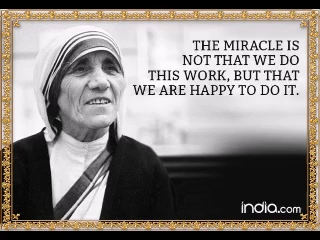 THE MIRACLE IS
NOT THAT WE DO
THIS WORK, BUT THAT
WE ARE HAPPY TO DO IT.
india.com